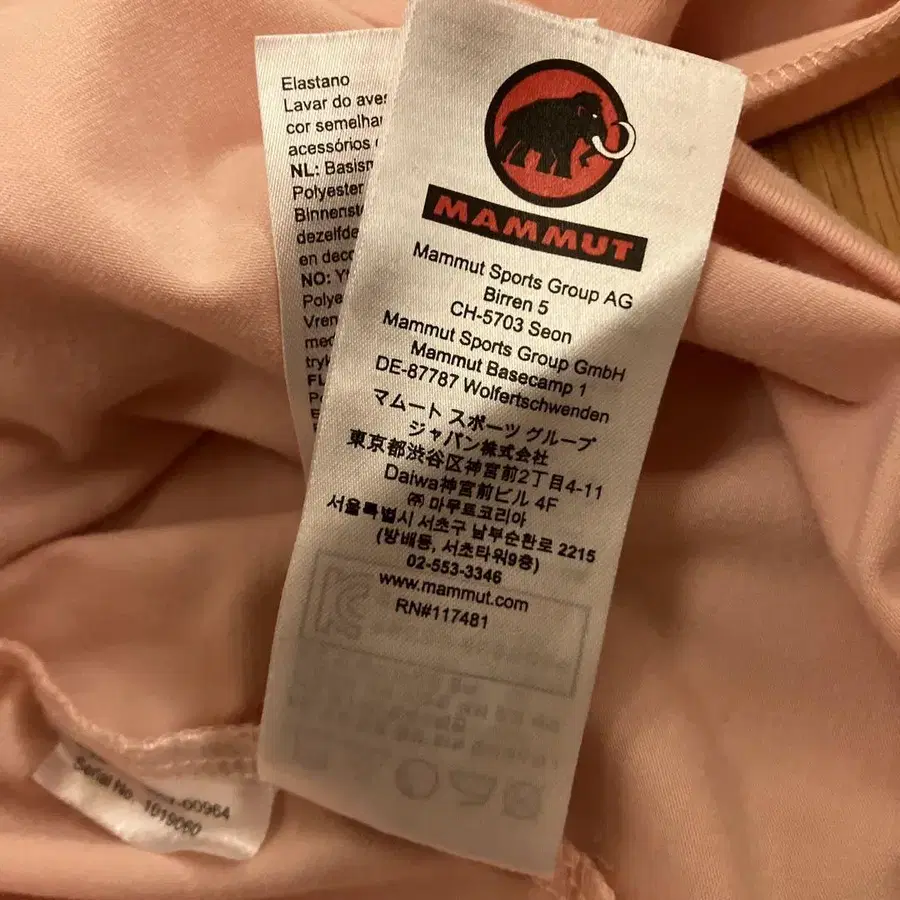 Elastano
Lavar do aves
cor semelha
acessórios
NL: Basism
Polyester
Binnenst
dezelfde
en deco
NO: Y
Polye
Vren
med
tryk
MAMMUT
Mammut Sports Group AG
Birren 5
CH-5703 Seon
Mammut Sports Group GmbH
Mammut Basecamp 1
DE-87787 Wolfertschwenden
マムート スポーツ グループ
ジャパン株式会社
東京都渋谷区神宮前2丁目4-11
Daiwa神宮前ビル 4F
㈜ 마무트코리아
서울특별시 서초구 남부순환로 2215
(방배동, 서초타워9층)
02-553-3346
www.mammut.com
RN#117481
-00964
Serial No. 1019060